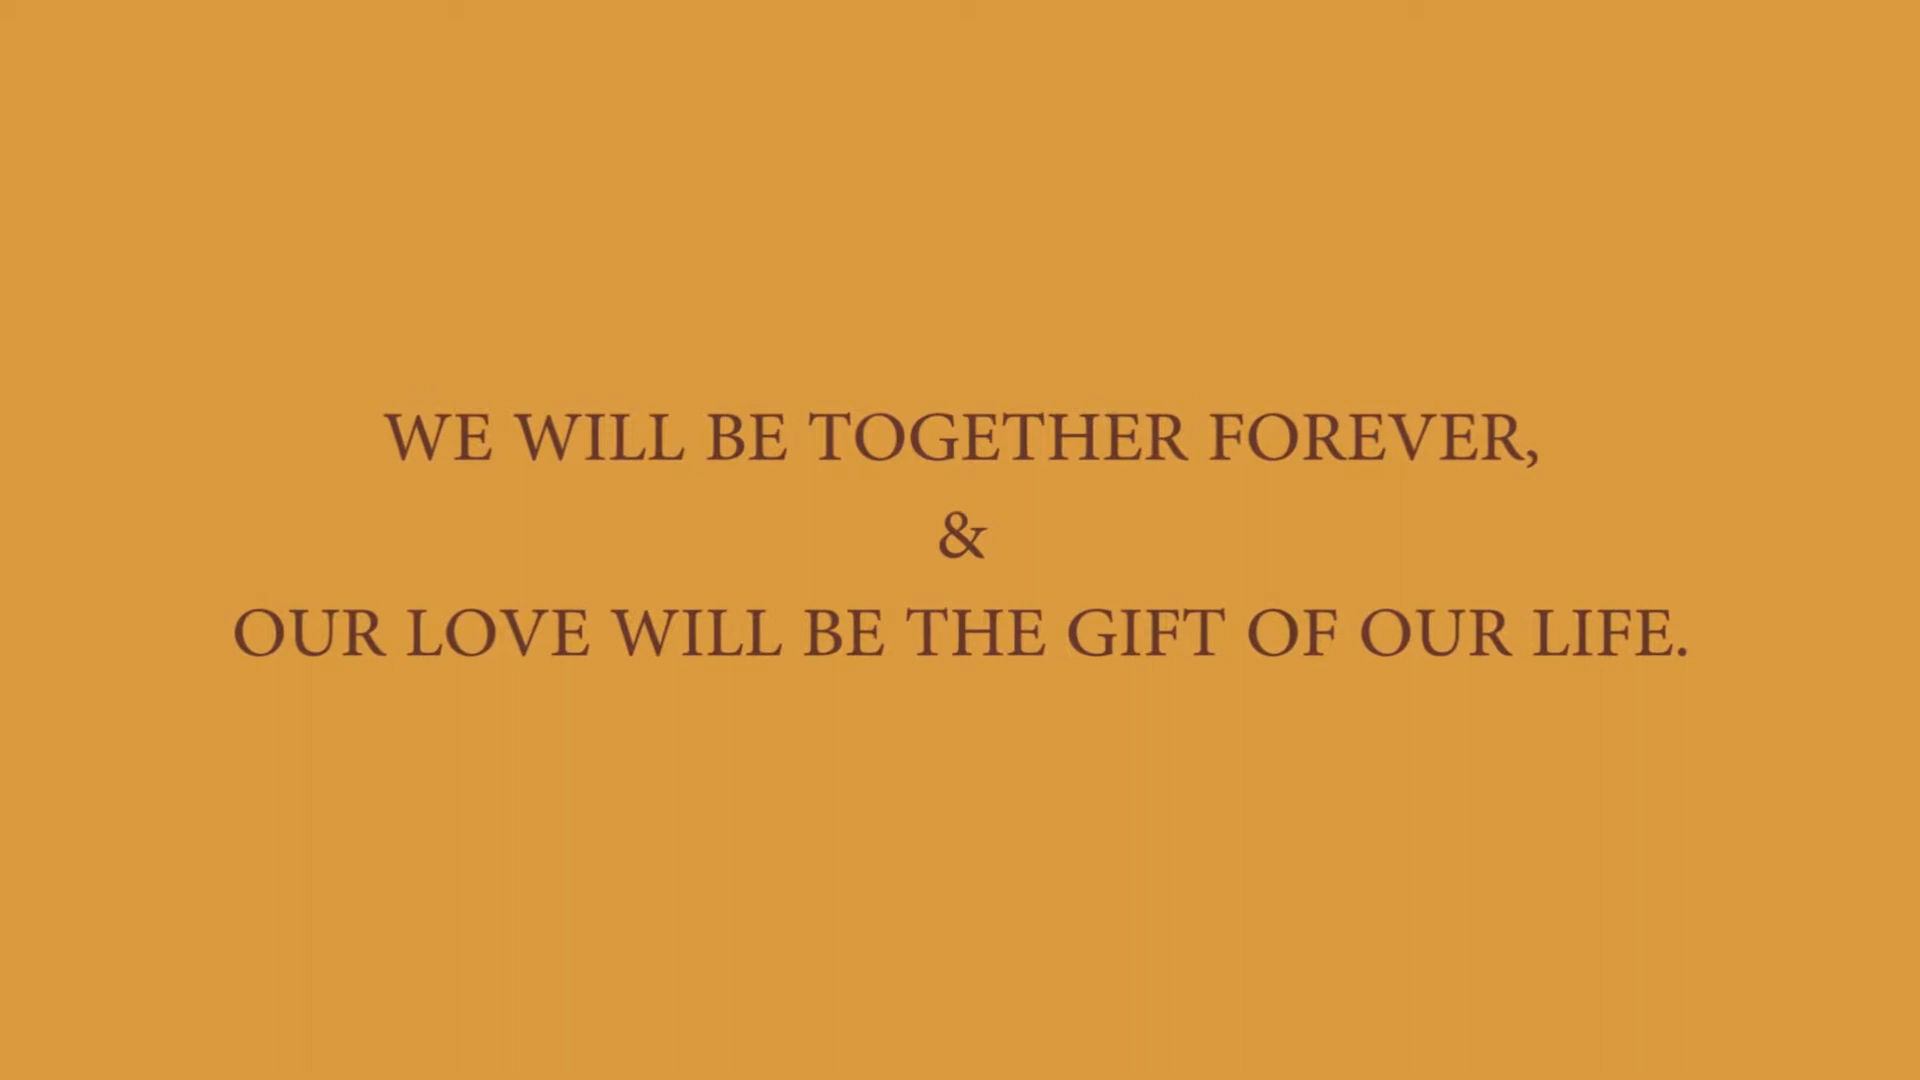 WE WILL BE TOGETHER FOREVER,
&
OUR LOVE WILL BE THE GIFT OF OUR LIFE.